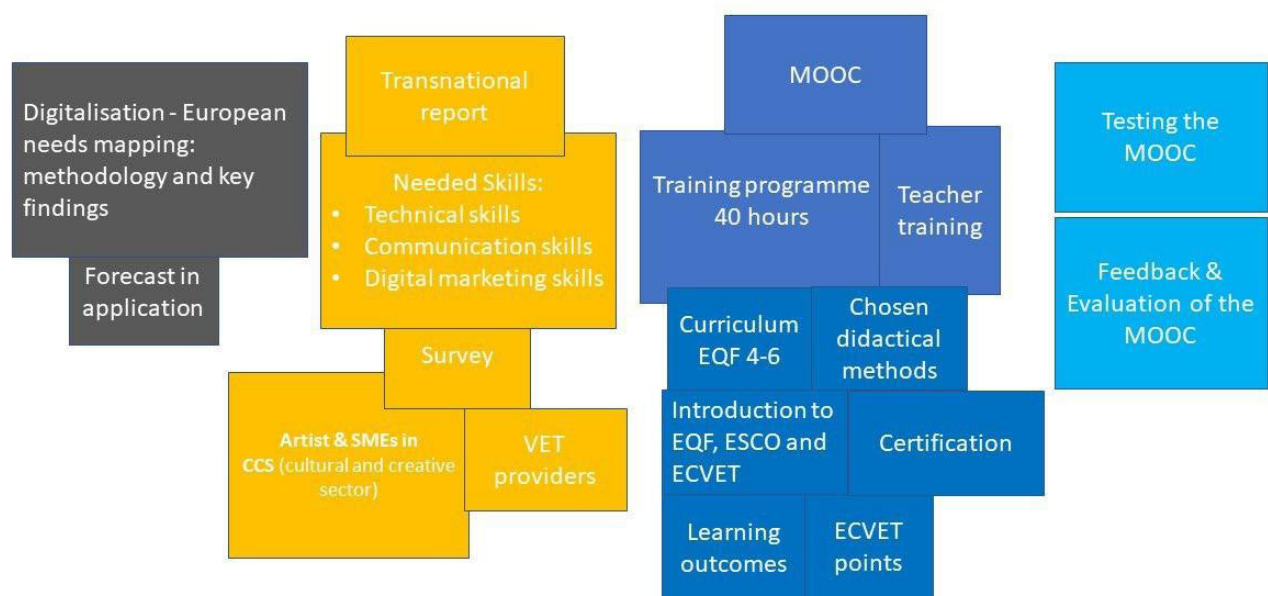 Digitalisation - European
needs mapping:
methodology and key
findings
Forecast in
application
Transnational
report
Needed Skills:
• Technical skills
• Communication skills
• Digital marketing skills
Survey
Artist & SMEs in
CCS (cultural and creative
sector)
VET
providers
MOOC
Training programme
40 hours
Teacher
training
Curriculum
EQF 4-6
Chosen
didactical
methods
Introduction to
EQF, ESCO and
ECVET
Certification
Learning
outcomes
ECVET
points
Testing the
MOOC
Feedback &
Evaluation of the
MOOC